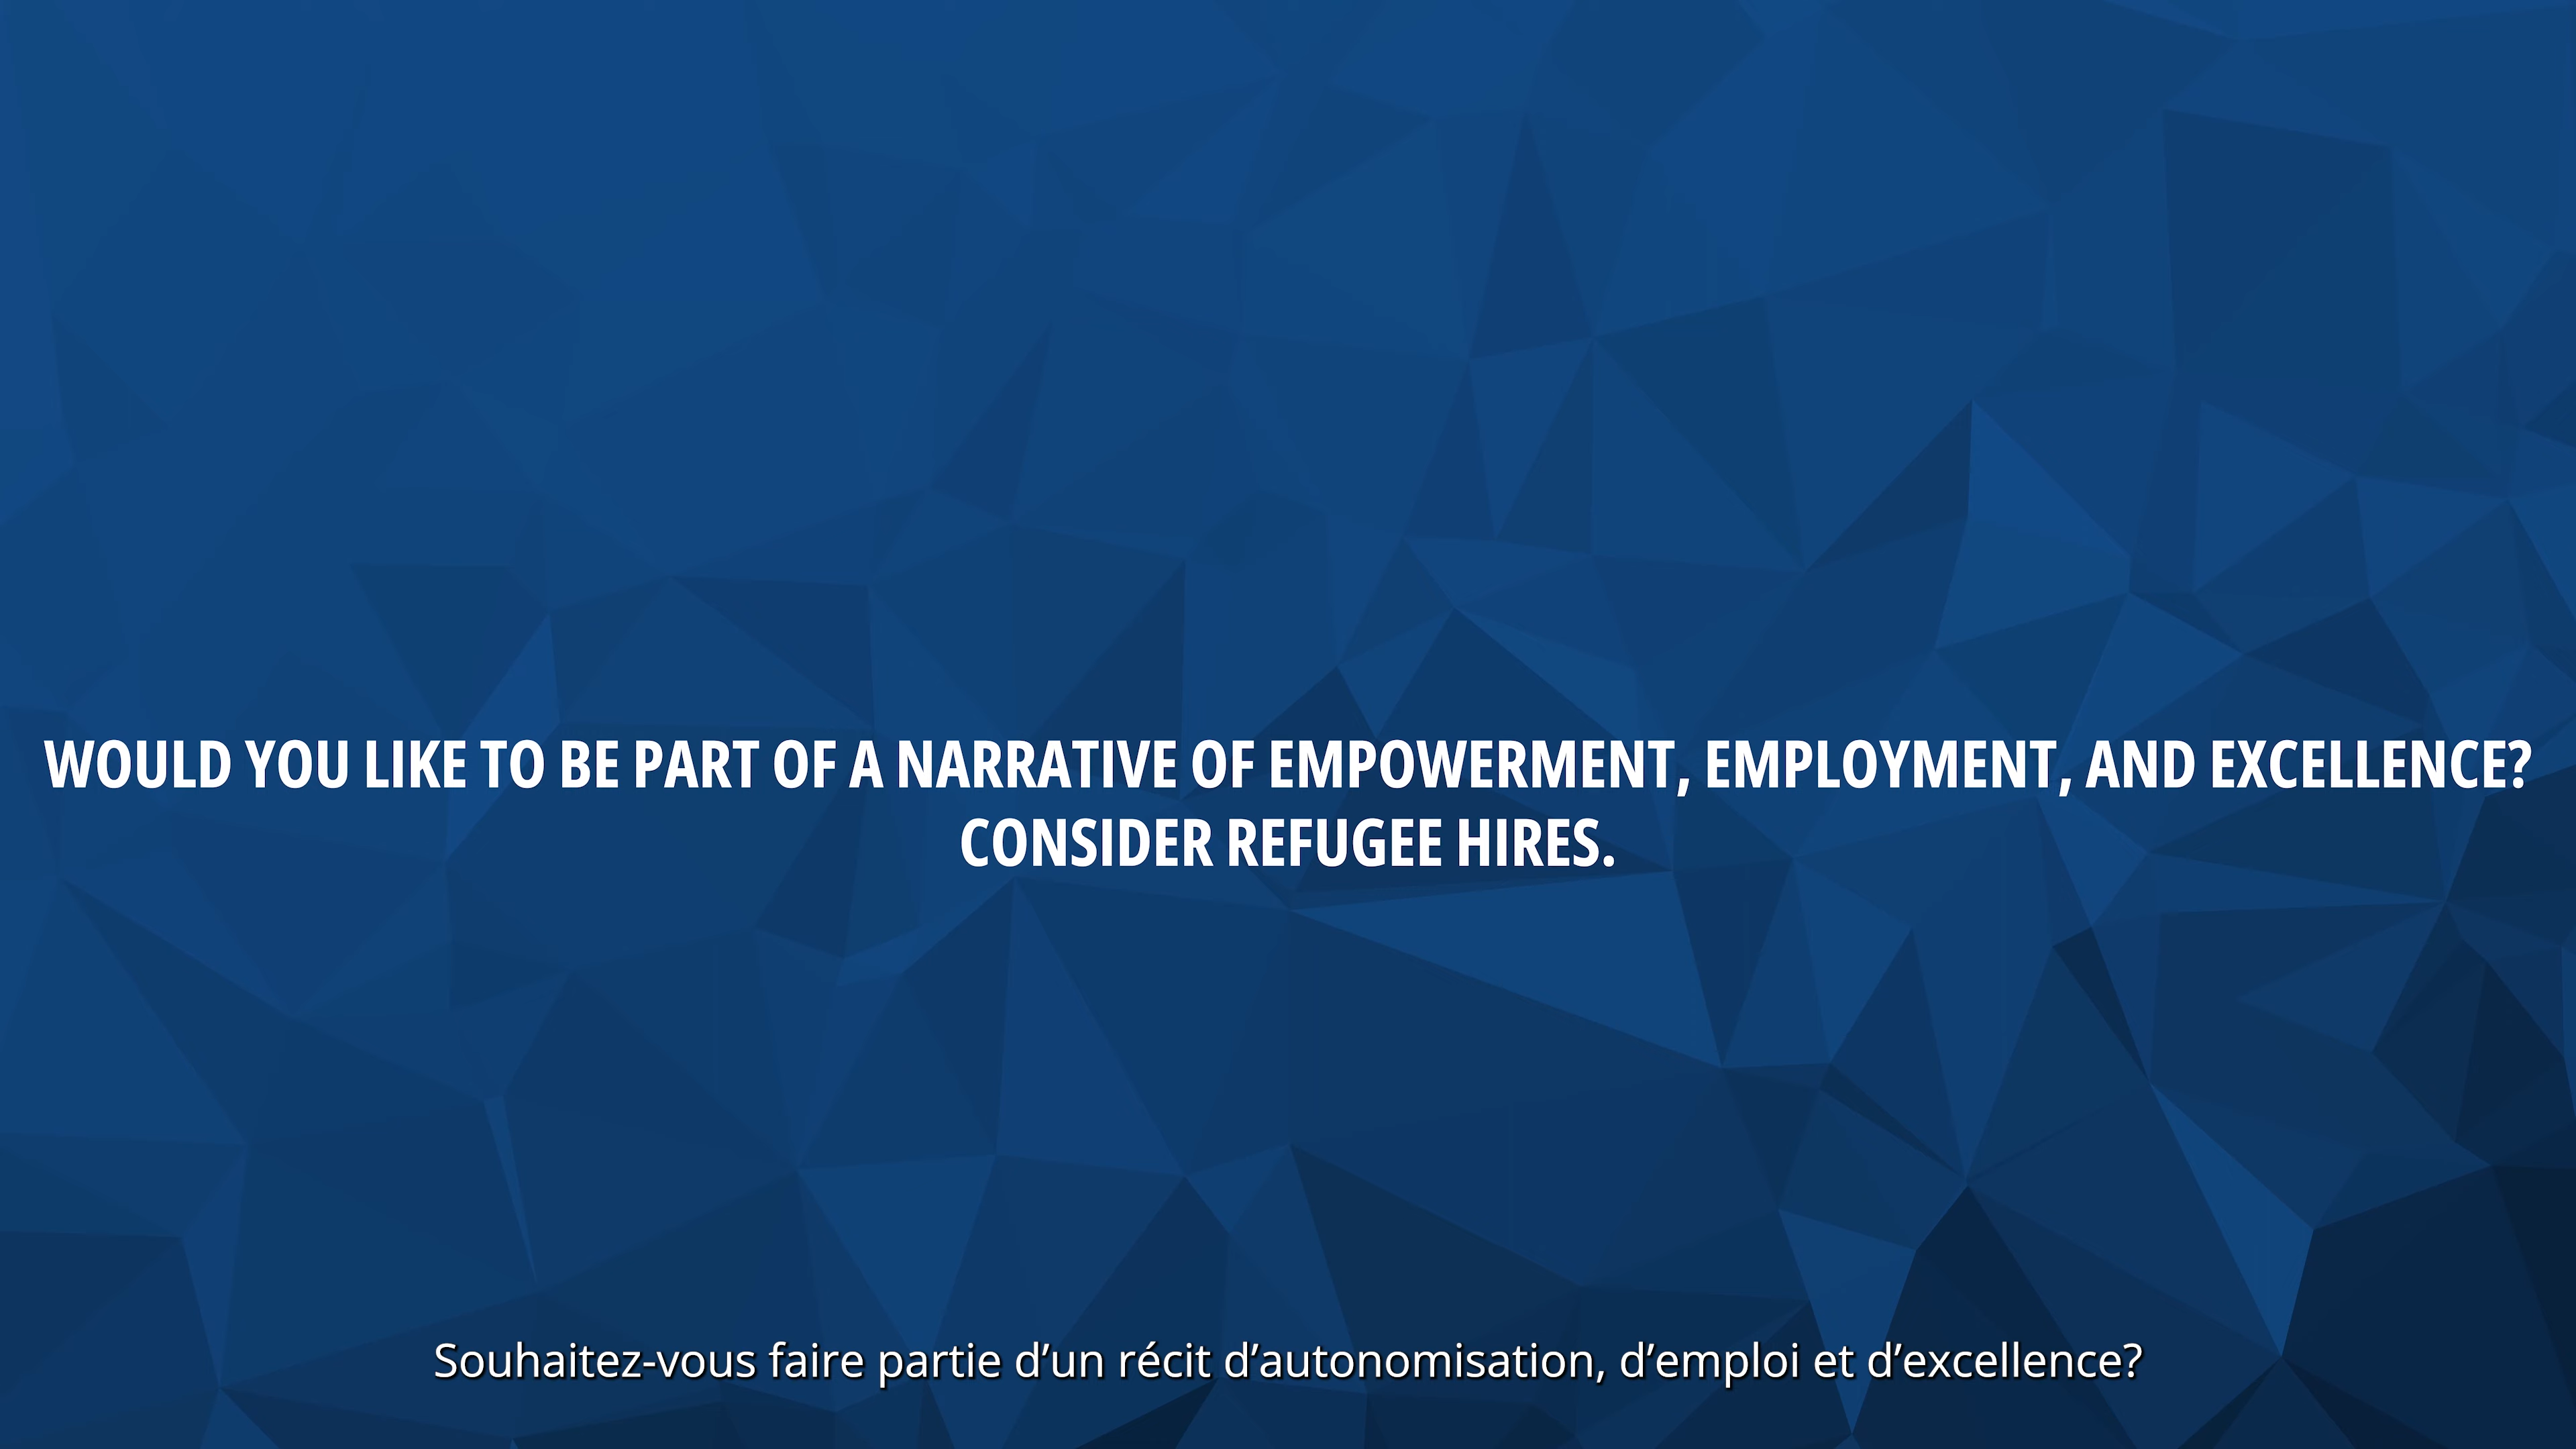 WOULD YOU LIKE TO BE PART OF A NARRATIVE OF EMPOWERMENT, EMPLOYMENT, AND EXCELLENCE?
CONSIDER REFUGEE HIRES.
Souhaitez-vous faire partie d’un récit d’autonomisation, d’emploi et d’excellence?